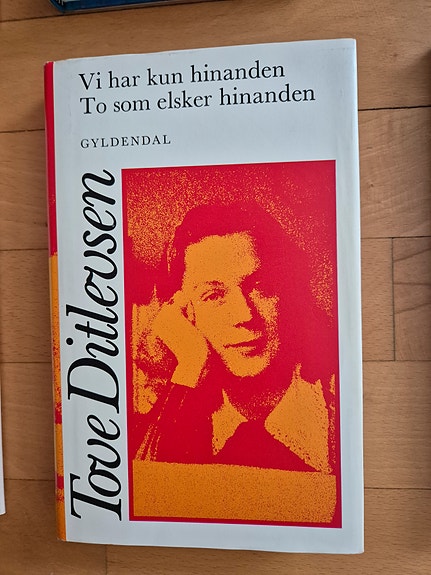 Vi har kun hinanden
To som elsker hinanden
GYLDENDAL
Tove Ditlevsen